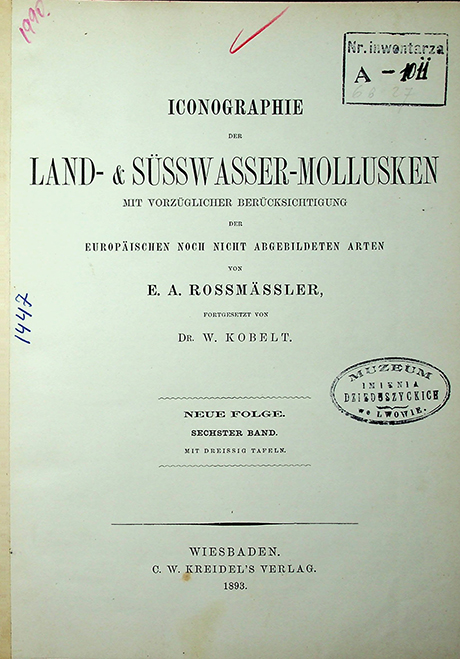 1990.
Nr. inwentarza
A -
ICONOGRAPHIE
DER
LAND- & SÜSSWASSER-MOLLUSKEN
MIT VORZÜGLICHER BERÜCKSICHTIGUNG
DER
EUROPÄISCHEN NOCH NICHT ABGEBILDETEN ARTEN
VON
E. A. ROSSMÄSSLER,
FORTGESETZT VON
DR. W. KOBELT.
1447
MUZEUM
IMIENIA
DZIEDUSZYCKICH
we LWOWIE.
NEUE FOLGE.
SECHSTER BAND.
MIT DREISSIG TAFELN.
WIESBADEN.
C. W. KREIDEL'S VERLAG.
1893.